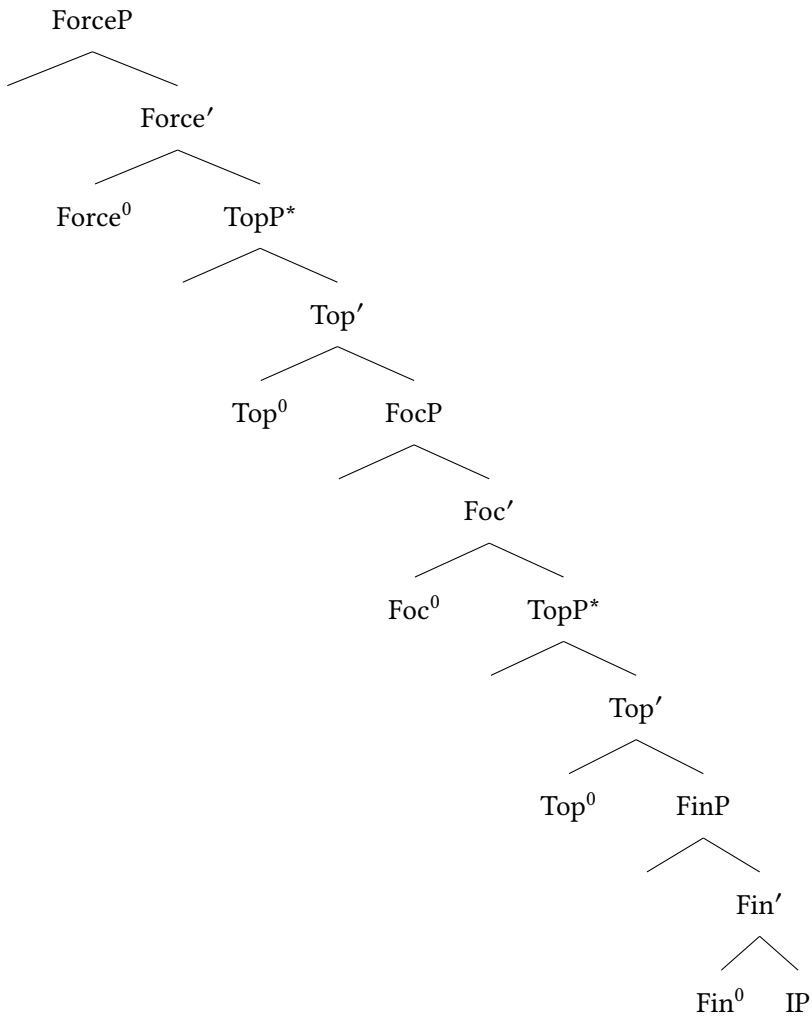 ForceP
Force′
Force⁰ TopP*
Top′
Top⁰ FocP
Foc′
Foc⁰ TopP*
Top′
Top⁰ FinP
Fin′
Fin⁰ IP